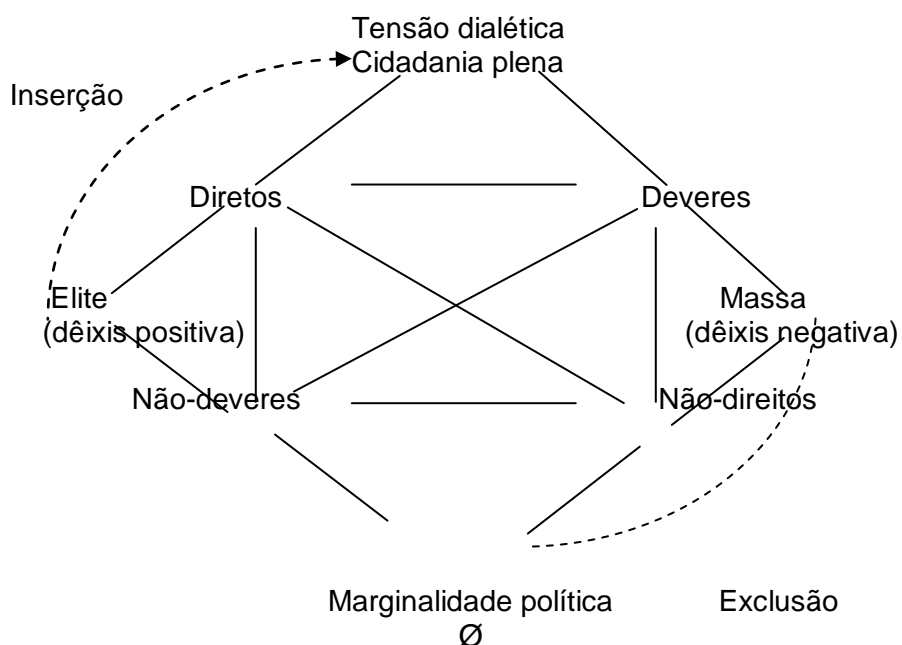 Tensão dialética
Cidadania plena
Inserção
Diretos
Deveres
Elite
(dêixis positiva)
Massa
(dêixis negativa)
Não-deveres
Não-direitos
Marginalidade política
Exclusão
Ø